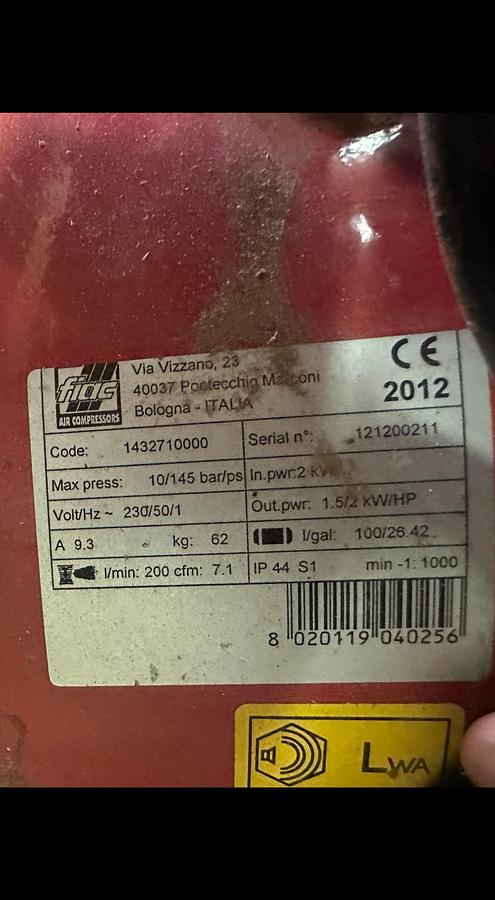 fiac
AIR COMPRESSORS
Via Vizzano, 23
40037 Pontecchio Marconi
Bologna - ITALIA
CE
2012
Code: 1432710000
Serial n°: 121200211
Max press: 10/145 bar/psi
In.pwr:2 kW
Volt/Hz ~ 230/50/1
Out.pwr: 1.5/2 kW/HP
A 9.3 kg: 62
l/gal: 100/26.42
l/min: 200 cfm: 7.1
IP 44 S1 min -1: 1000
8 020119 040256
LWA